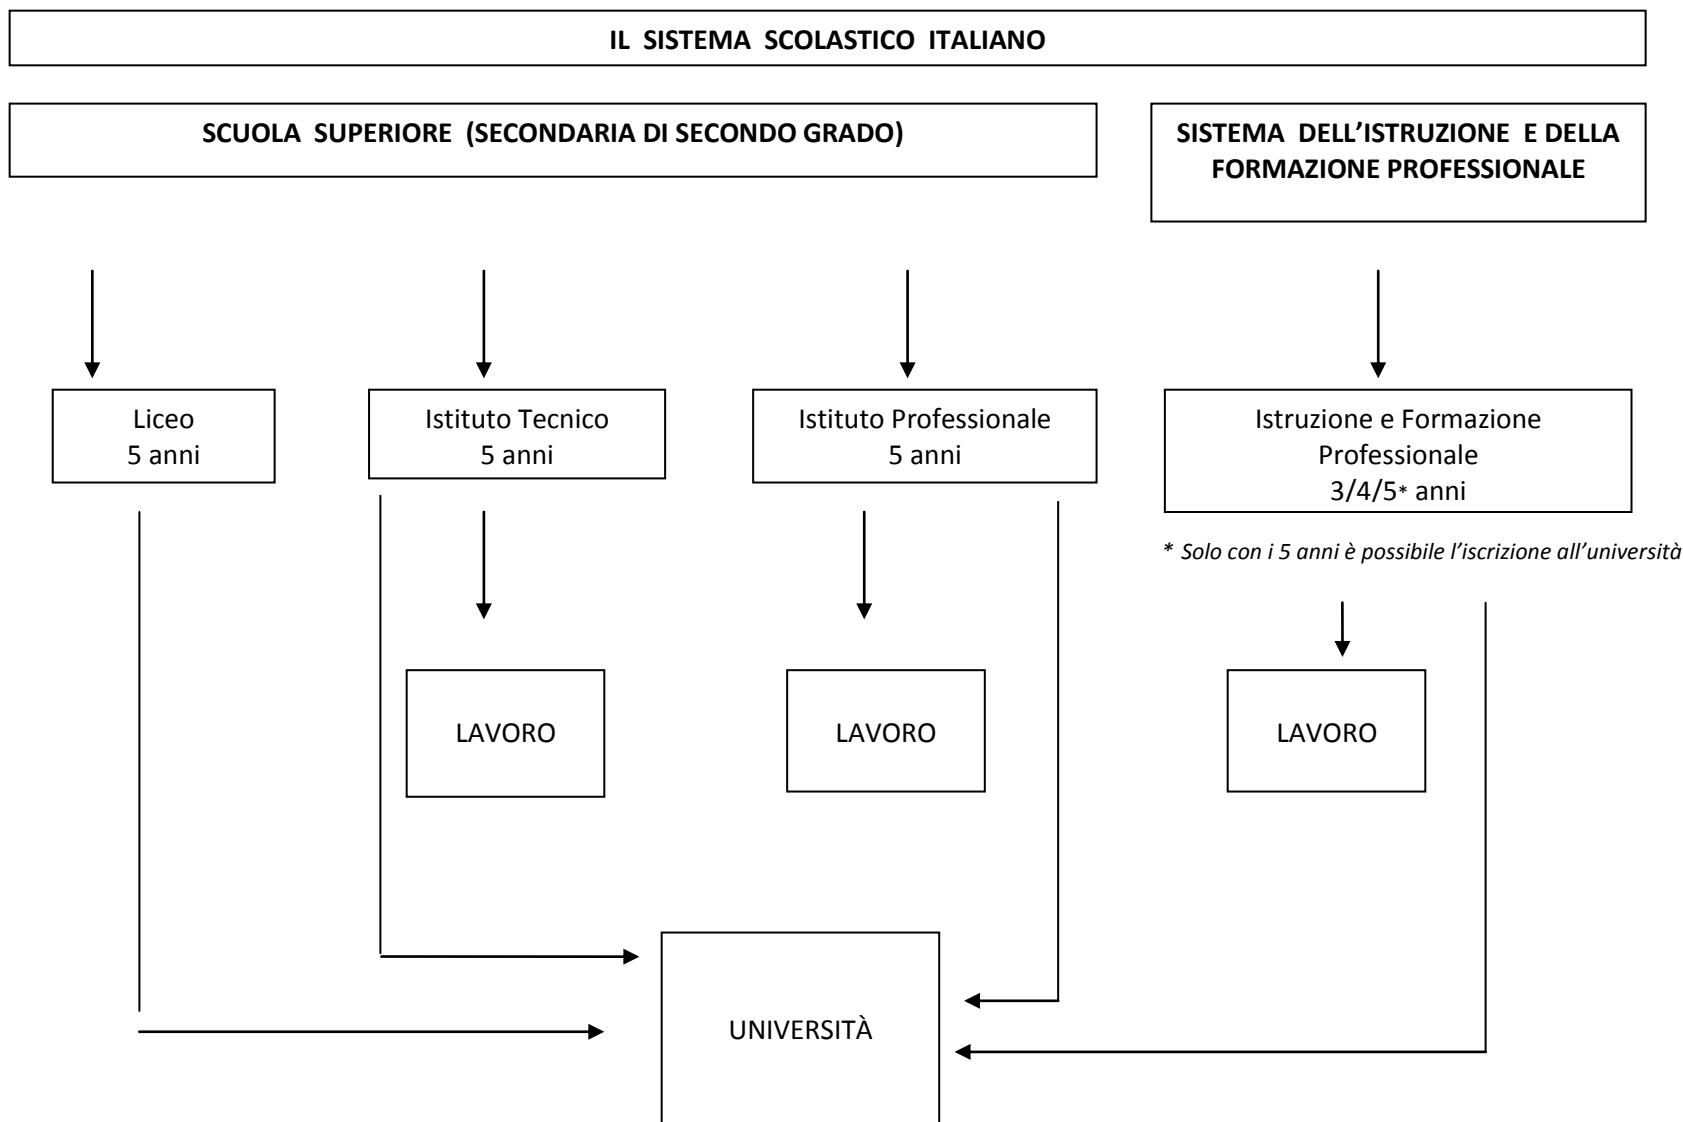 IL SISTEMA SCOLASTICO ITALIANO
SCUOLA SUPERIORE (SECONDARIA DI SECONDO GRADO)
SISTEMA DELL’ISTRUZIONE E DELLA
FORMAZIONE PROFESSIONALE
Liceo
5 anni
Istituto Tecnico
5 anni
Istituto Professionale
5 anni
Istruzione e Formazione
Professionale
3/4/5* anni
* Solo con i 5 anni è possibile l’iscrizione all’università
LAVORO
LAVORO
LAVORO
UNIVERSITÀ